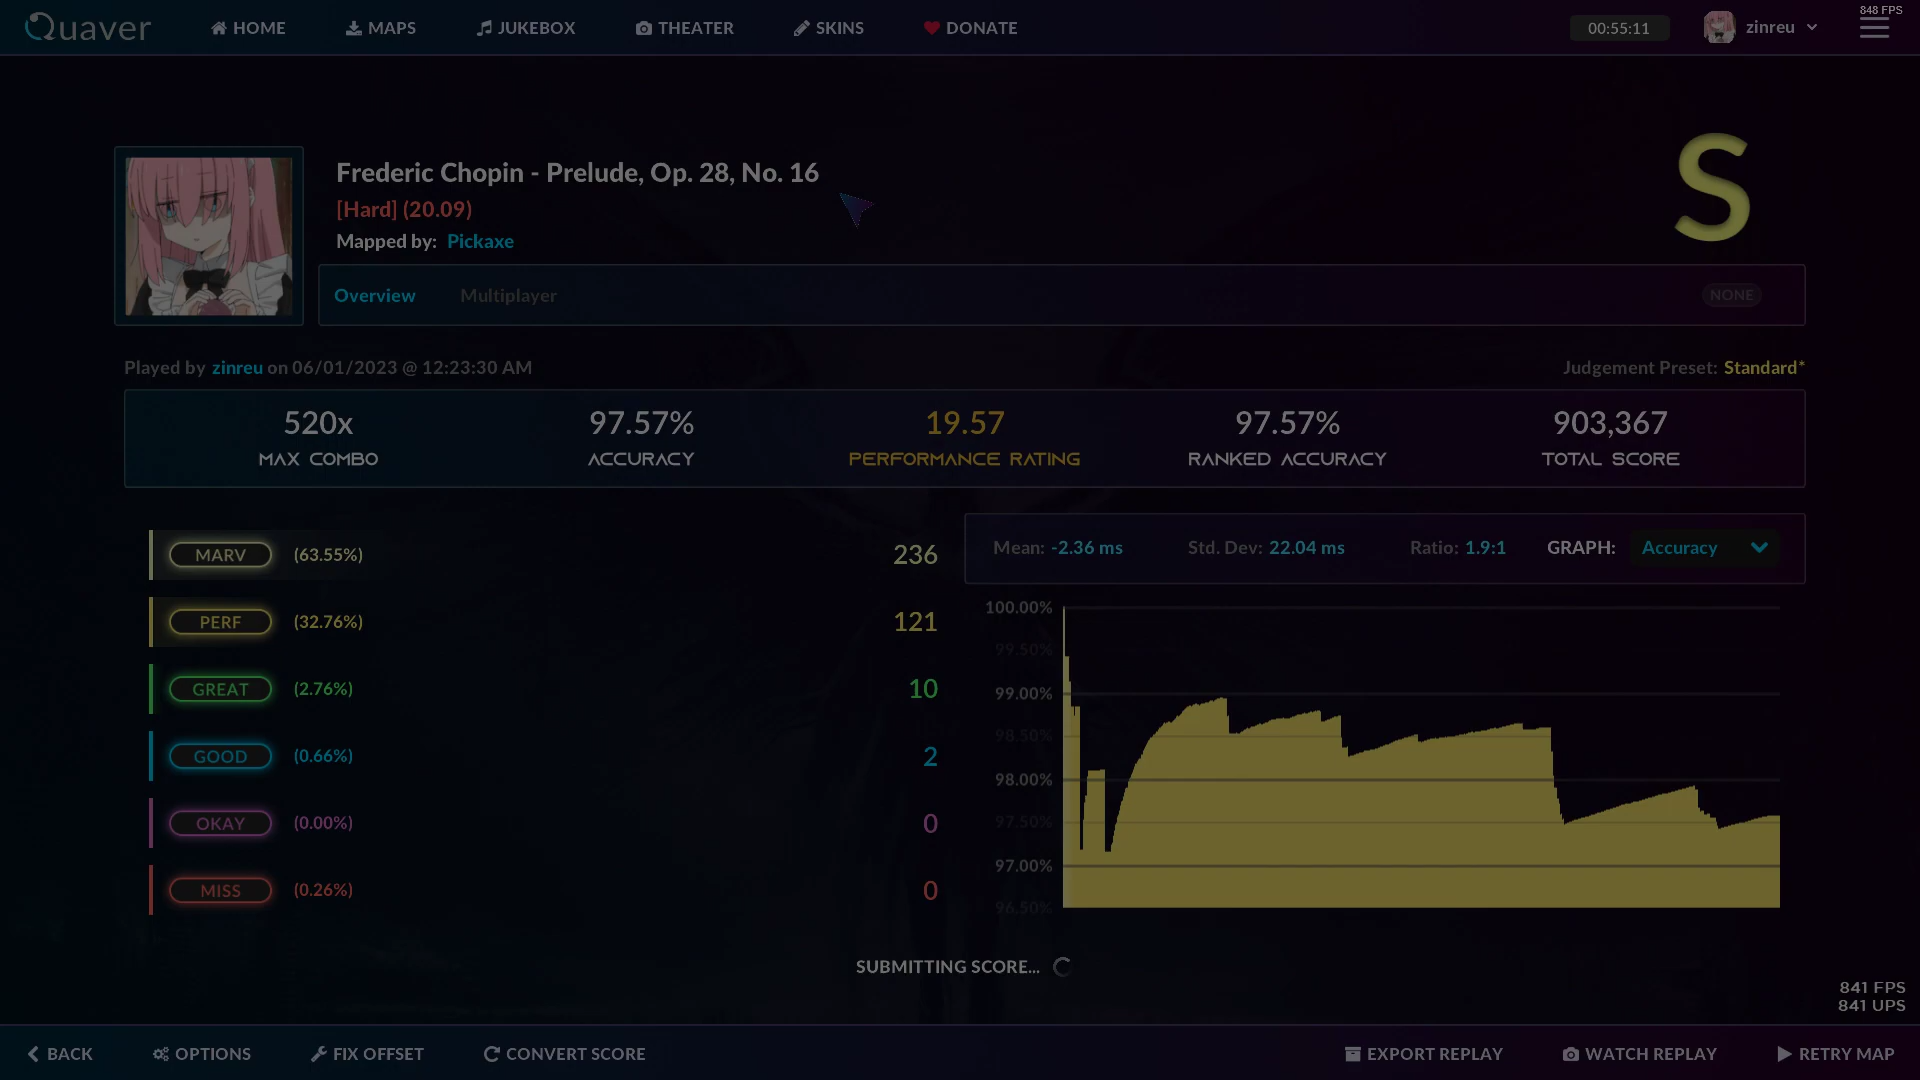 Quaver
HOME
MAPS
JUKEBOX
THEATER
SKINS
DONATE
00:55:11
zinreu
848 FPS
Frederic Chopin - Prelude, Op. 28, No. 16
[Hard] (20.09)
Mapped by: Pickaxe
S
Overview
Multiplayer
NONE
Played by zinreu on 06/01/2023 @ 12:23:30 AM
Judgement Preset: Standard*
520x
MAX COMBO
97.57%
ACCURACY
19.57
PERFORMANCE RATING
97.57%
RANKED ACCURACY
903,367
TOTAL SCORE
MARV (63.55%) 236
PERF (32.76%) 121
GREAT (2.76%) 10
GOOD (0.66%) 2
OKAY (0.00%) 0
MISS (0.26%) 0
Mean: -2.36 ms
Std. Dev: 22.04 ms
Ratio: 1.9:1
GRAPH: Accuracy
100.00%
99.50%
99.00%
98.50%
98.00%
97.50%
97.00%
96.50%
SUBMITTING SCORE...
841 FPS
841 UPS
BACK
OPTIONS
FIX OFFSET
CONVERT SCORE
EXPORT REPLAY
WATCH REPLAY
RETRY MAP